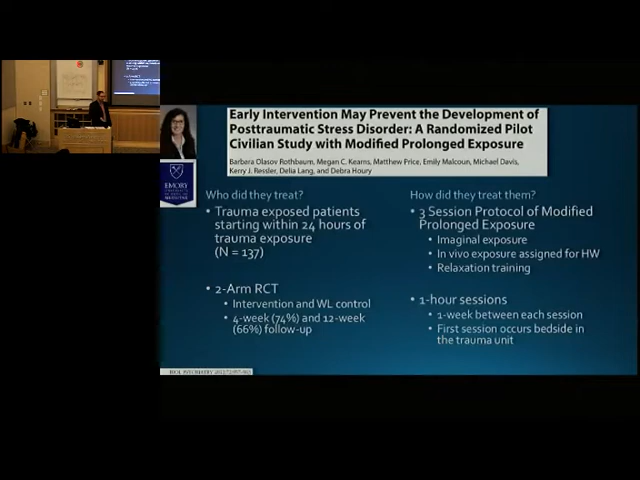 Early Intervention May Prevent the Development of
Posttraumatic Stress Disorder: A Randomized Pilot
Civilian Study with Modified Prolonged Exposure
Barbara Olasov Rothbaum, Megan C. Kearns, Matthew Price, Emily Malcoun, Michael Davis,
Kerry J. Ressler, Delia Lang, and Debra Houry
EMORY
Who did they treat?
• Trauma exposed patients
starting within 24 hours of
trauma exposure
(N = 137)
• 2-Arm RCT
• Intervention and WL control
• 4-week (74%) and 12-week
(66%) follow-up
How did they treat them?
• 3 Session Protocol of Modified
Prolonged Exposure
• Imaginal exposure
• In vivo exposure assigned for HW
• Relaxation training
• 1-hour sessions
• 1-week between each session
• First session occurs bedside in
the trauma unit
BIOL PSYCHIATRY